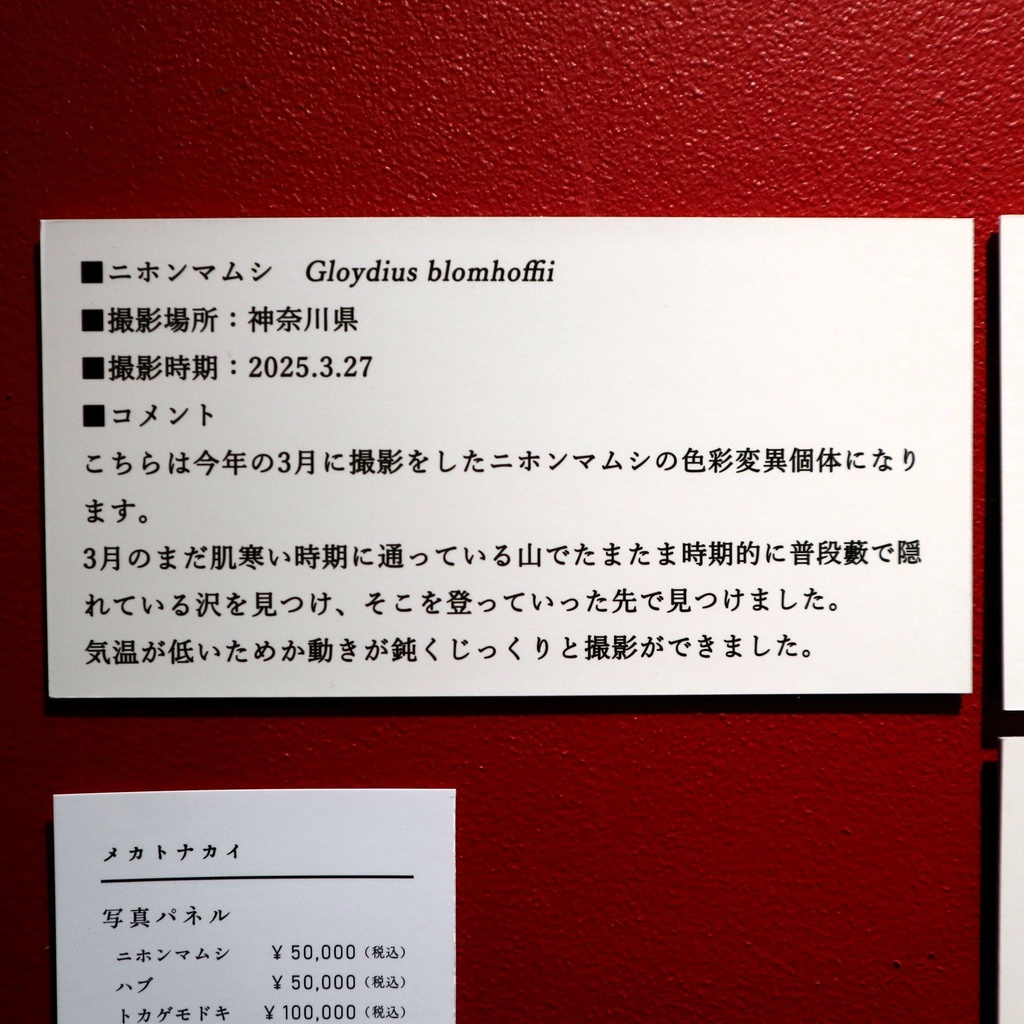 ■ニホンマムシ　Gloydius blomhoffii
■撮影場所：神奈川県
■撮影時期：2025.3.27
■コメント
こちらは今年の3月に撮影をしたニホンマムシの色彩変異個体になり
ます。
3月のまだ肌寒い時期に通っている山でたまたま時期的に普段藪で隠
れている沢を見つけ、そこを登っていった先で見つけました。
気温が低いためか動きが鈍くじっくりと撮影ができました。
メカトナカイ
写真パネル
ニホンマムシ ¥ 50,000（税込）
ハブ ¥ 50,000（税込）
トカゲモドキ ¥ 100,000（税込）